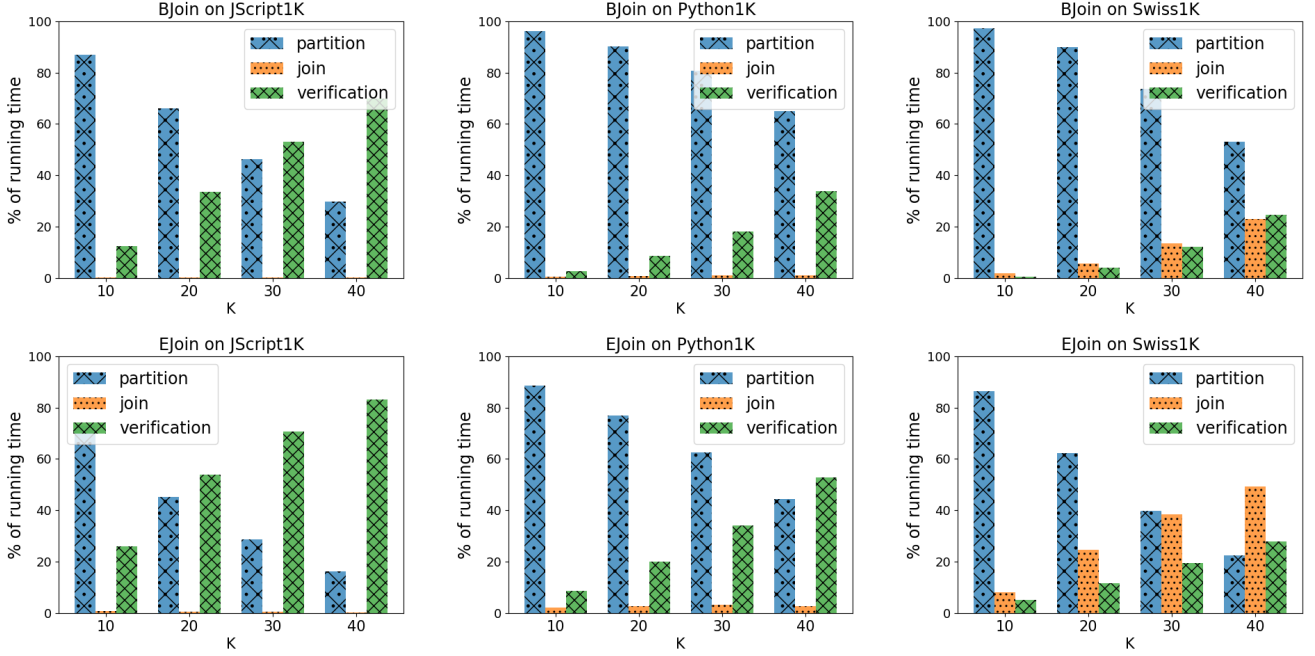 BJoin on JScript1K
100
80
60
40
20
0
% of running time
partition
join
verification
10 20 30 40
K
BJoin on Python1K
100
80
60
40
20
0
% of running time
partition
join
verification
10 20 30 40
K
BJoin on Swiss1K
100
80
60
40
20
0
% of running time
partition
join
verification
10 20 30 40
K
EJoin on JScript1K
100
80
60
40
20
0
% of running time
partition
join
verification
10 20 30 40
K
EJoin on Python1K
100
80
60
40
20
0
% of running time
partition
join
verification
10 20 30 40
K
EJoin on Swiss1K
100
80
60
40
20
0
% of running time
partition
join
verification
10 20 30 40
K